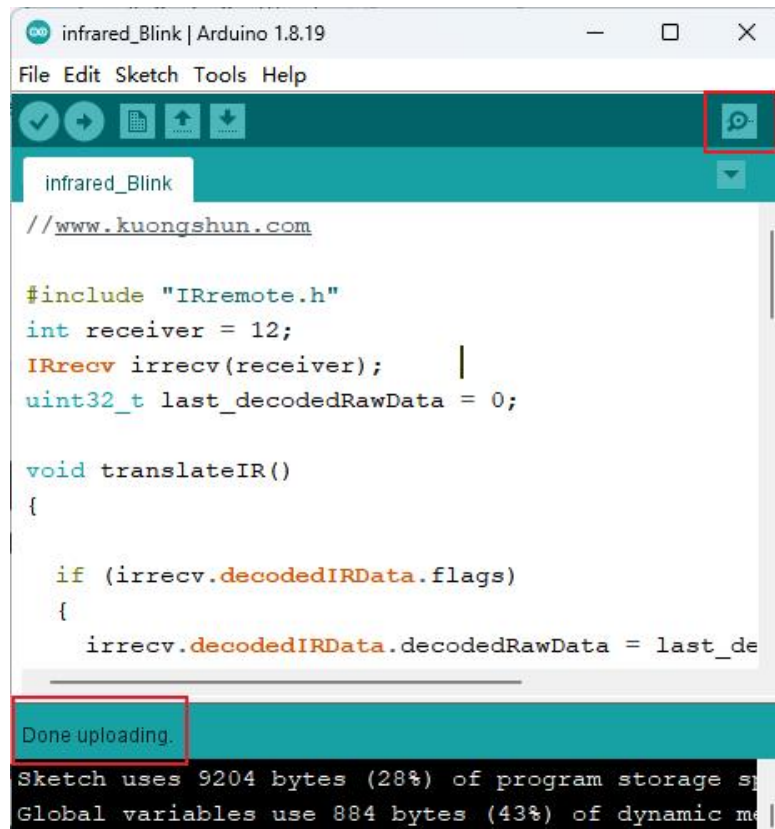 infrared_Blink | Arduino 1.8.19
File Edit Sketch Tools Help
infrared_Blink
//www.kuongshun.com
#include "IRremote.h"
int receiver = 12;
IRrecv irrecv(receiver);
uint32_t last_decodedRawData = 0;
void translateIR()
{
if (irrecv.decodedIRData.flags)
{
irrecv.decodedIRData.decodedRawData = last_de
Done uploading.
Sketch uses 9204 bytes (28%) of program storage
Global variables use 884 bytes (43%) of dynamic